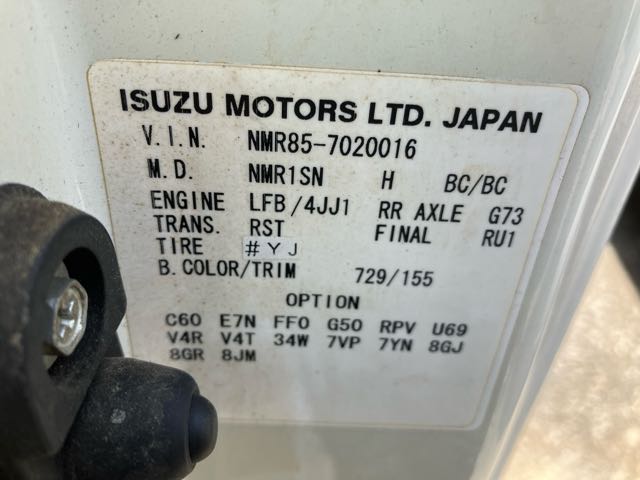 ISUZU MOTORS LTD. JAPAN
V.I.N. NMR85-7020016
M.D. NMR1SN H BC/BC
ENGINE LFB/4JJ1 RR AXLE G73
TRANS. RST FINAL RU1
TIRE #YJ
B.COLOR/TRIM 729/155
OPTION
C60 E7N FF0 G50 RPV U69
V4R V4T 34W 7VP 7YN 8GJ
8GR 8JM